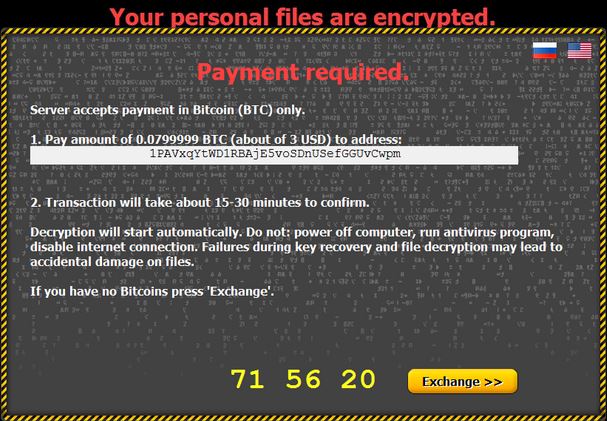 Your personal files are encrypted.
Payment required.
Server accepts payment in Bitcoin (BTC) only.
1. Pay amount of 0.0799999 BTC (about of 3 USD) to address:
1PAVxqYtWD1RBAjE5voSDnUSefGGUvCwpm
2. Transaction will take about 15-30 minutes to confirm.
Decryption will start automatically. Do not: power off computer, run antivirus program,
disable internet connection. Failures during key recovery and file decryption may lead to
accidental damage on files.
If you have no Bitcoins press 'Exchange'.
71 56 20
Exchange >>